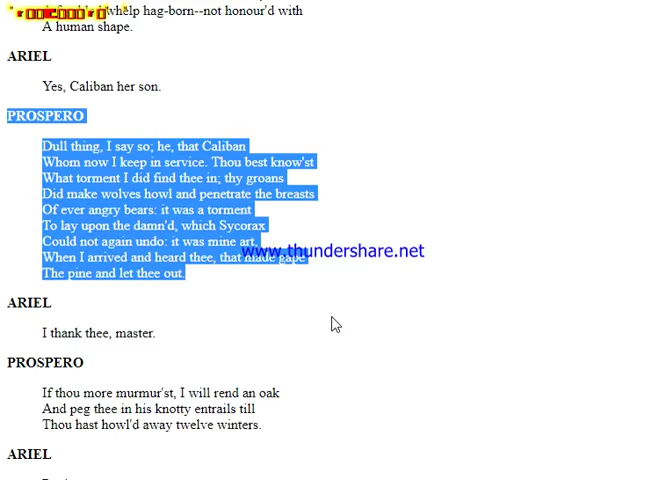 whelp hag-born--not honour'd with
A human shape.
ARIEL
Yes, Caliban her son.
PROSPERO
Dull thing, I say so; he, that Caliban
Whom now I keep in service. Thou best know'st
What torment I did find thee in; thy groans
Did make wolves howl and penetrate the breasts
Of ever angry bears: it was a torment
To lay upon the damn'd, which Sycorax
Could not again undo: it was mine art,
www.thundershare.net
When I arrived and heard thee, that made gape
The pine and let thee out.
ARIEL
I thank thee, master.
PROSPERO
If thou more murmur'st, I will rend an oak
And peg thee in his knotty entrails till
Thou hast howl'd away twelve winters.
ARIEL